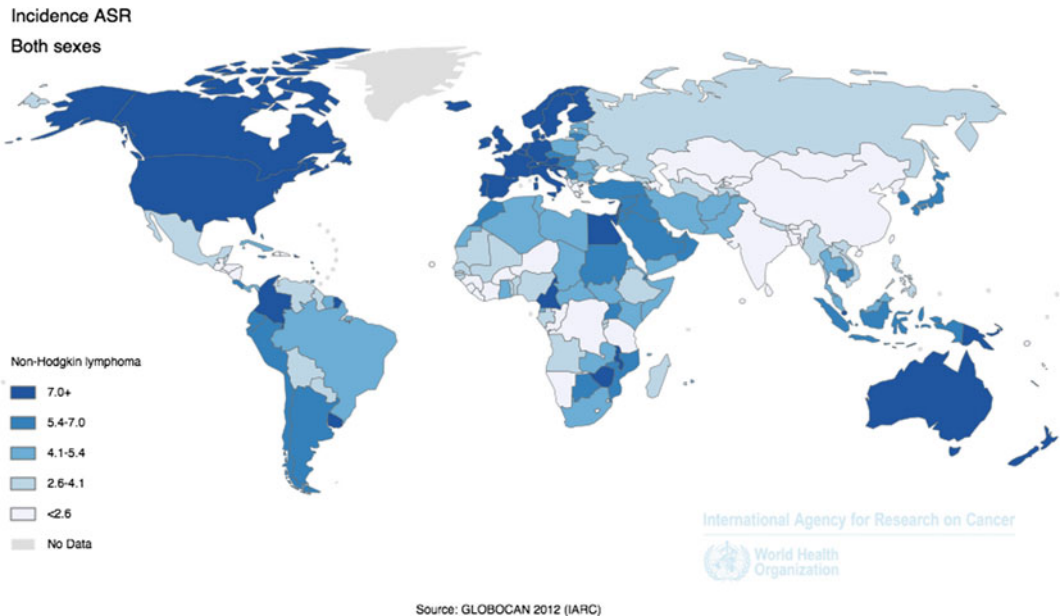 Incidence ASR
Both sexes
Non-Hodgkin lymphoma
7.0+
5.4-7.0
4.1-5.4
2.6-4.1
<2.6
No Data
International Agency for Research on Cancer
World Health
Organization
Source: GLOBOCAN 2012 (IARC)